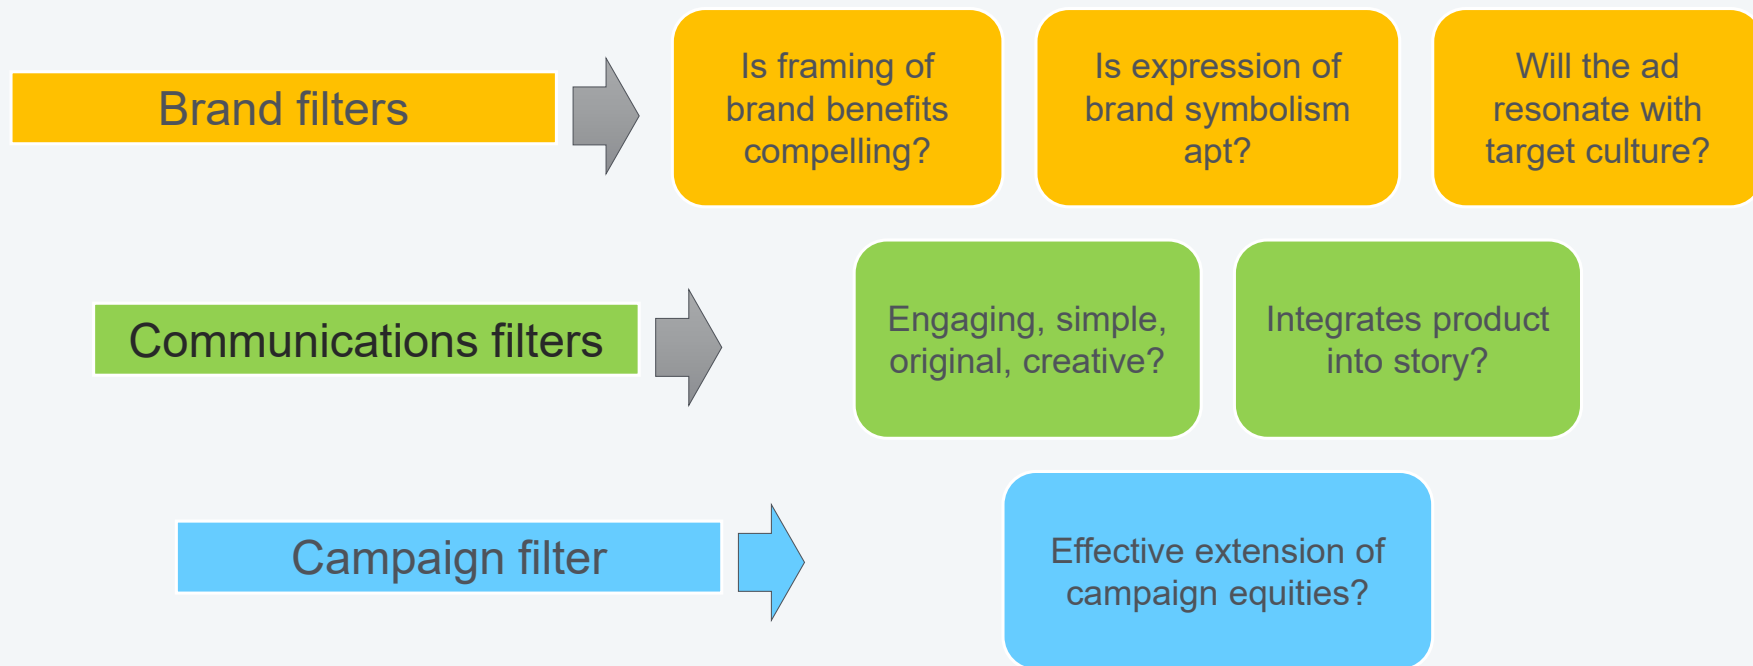 Brand filters
Is framing of
brand benefits
compelling?
Is expression of
brand symbolism
apt?
Will the ad
resonate with
target culture?
Communications filters
Engaging, simple,
original, creative?
Integrates product
into story?
Campaign filter
Effective extension of
campaign equities?